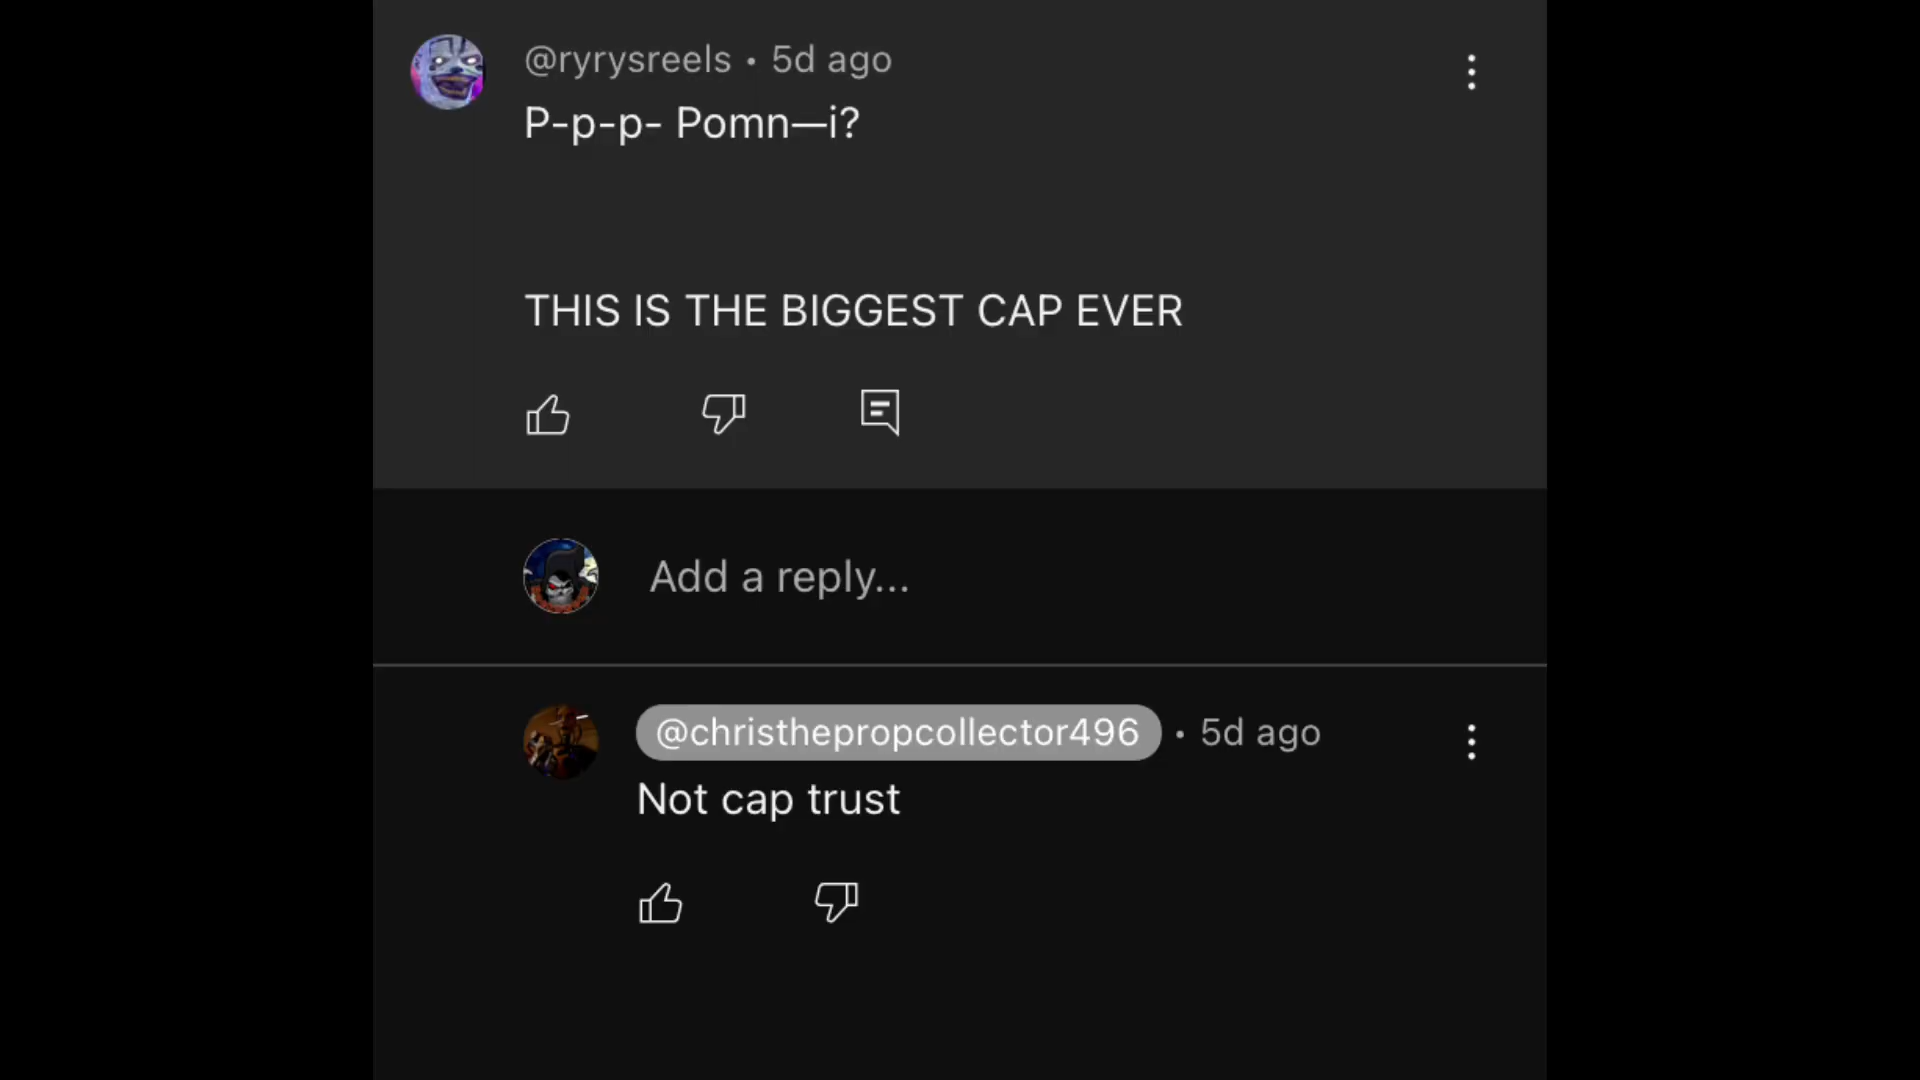 @ryrysreels • 5d ago
P-p-p- Pomn—i?
THIS IS THE BIGGEST CAP EVER
Add a reply...
@christhepropcollector496 • 5d ago
Not cap trust